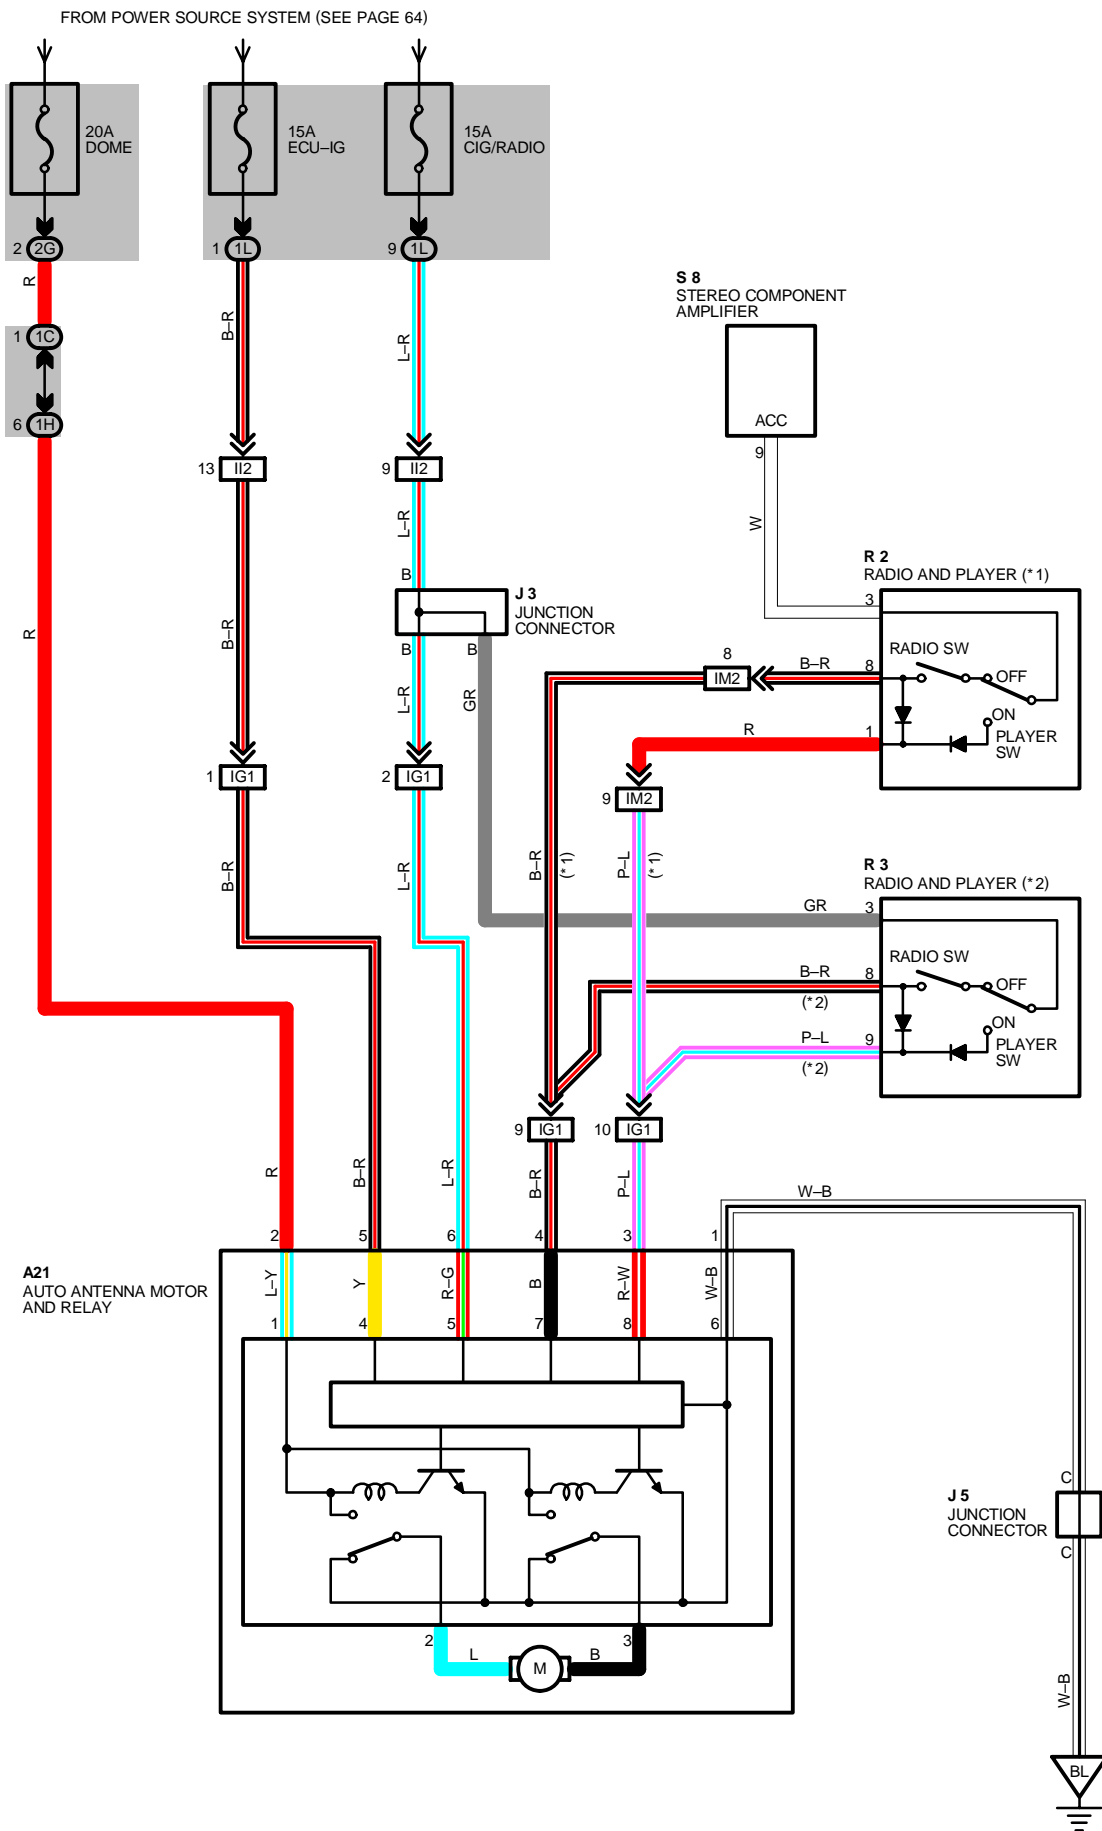 FROM POWER SOURCE SYSTEM (SEE PAGE 64)
20A
DOME
15A
ECU–IG
15A
CIG/RADIO
2 2G
1 1L
9 1L
R
B–R
L–R
1 1C
6 1H
S 8
STEREO COMPONENT
AMPLIFIER
ACC
9
W
13 II2
9 II2
L–R
B
J 3
JUNCTION
CONNECTOR
B B
R
B–R
L–R
GR
R 2
RADIO AND PLAYER (*1)
3
RADIO SW
8
IM2
B–R
8
OFF
ON
PLAYER
SW
R
1
1 IG1
2 IG1
9 IM2
B–R
L–R
B–R
(*1)
P–L
(*1)
R 3
RADIO AND PLAYER (*2)
GR
3
RADIO SW
B–R
8
(*2)
OFF
ON
PLAYER
SW
P–L
9
(*2)
9 IG1
10 IG1
R
B–R
L–R
B–R
P–L
W–B
2 5 6 4 3 1
A21
AUTO ANTENNA MOTOR
AND RELAY
L–Y
Y
R–G
B
R–W
W–B
1 4 5 7 8 6
C
J 5
JUNCTION
CONNECTOR
C
2 3
L
M
B
W–B
BL